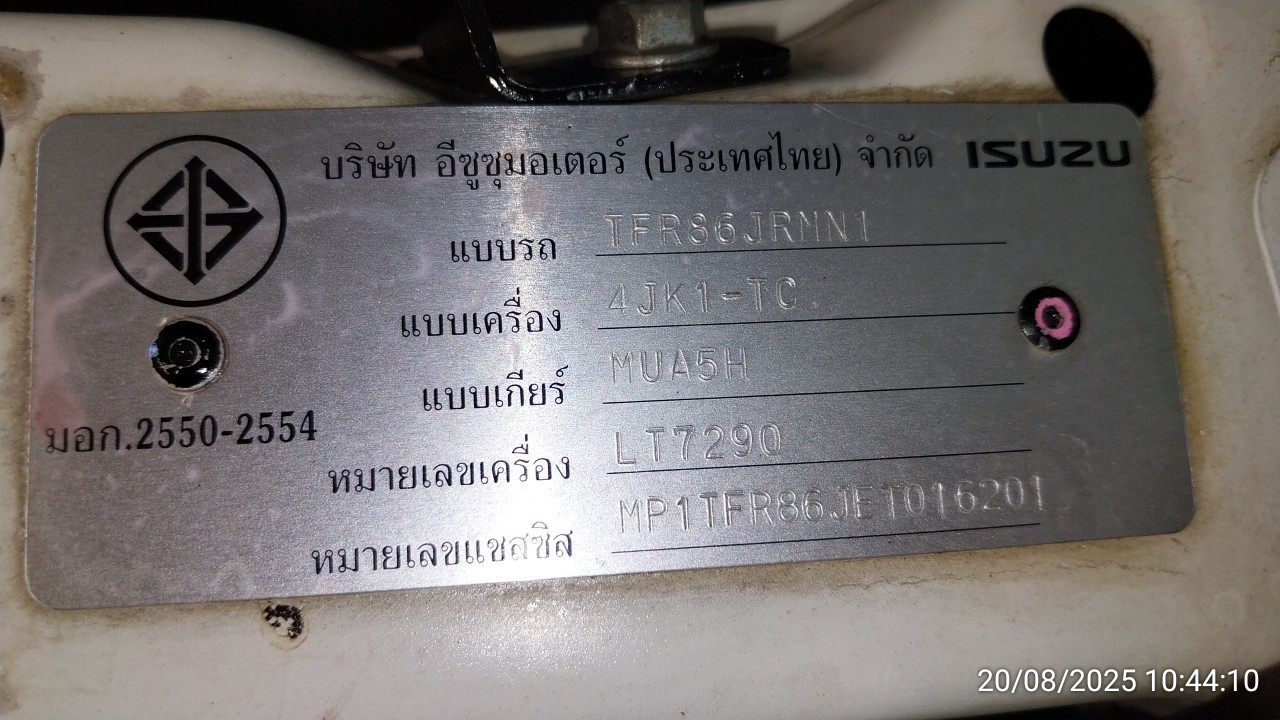 บริษัท อีซูซุมอเตอร์ (ประเทศไทย) จำกัด ISUZU
แบบรถ TFR86JRMN1
แบบเครื่อง 4JK1-TC
แบบเกียร์ MUA5H
มอก.2550-2554
หมายเลขเครื่อง LT7290
หมายเลขแชสซิส MP1TFR86JET016201
20/08/2025 10:44:10